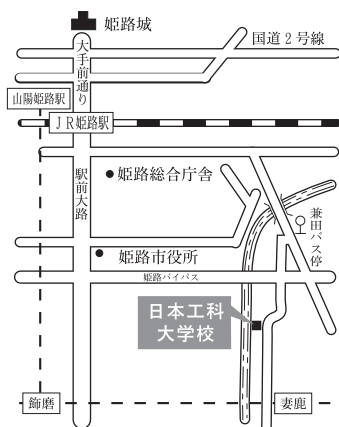 姫路城
国道2号線
大手前通り
山陽姫路駅
JR姫路駅
駅前大路
姫路総合庁舎
兼田バス停
姫路市役所
姫路バイパス
日本工科
大学校
飾磨
妻鹿